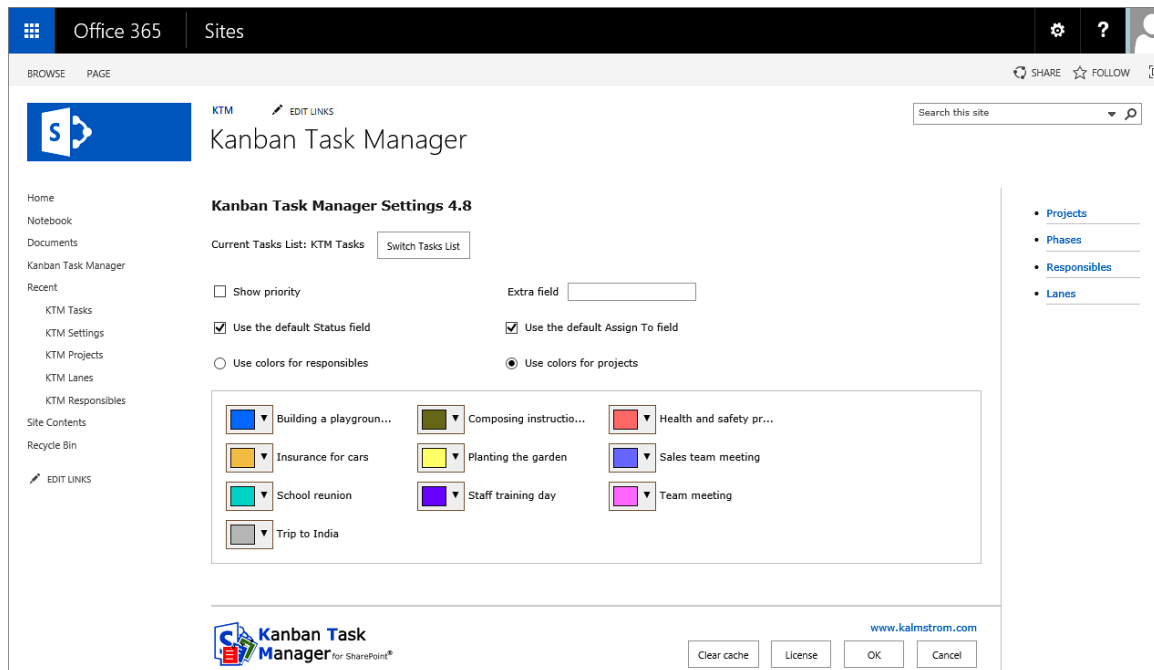 Office 365 Sites ?
BROWSE PAGE SHARE FOLLOW
S KTM EDIT LINKS Search this site
Kanban Task Manager
Home
Notebook
Documents
Kanban Task Manager
Recent
KTM Tasks
KTM Settings
KTM Projects
KTM Lanes
KTM Responsibles
Site Contents
Recycle Bin
EDIT LINKS
Kanban Task Manager Settings 4.8
Current Tasks List: KTM Tasks Switch Tasks List
Show priority Extra field
Use the default Status field Use the default Assign To field
Use colors for responsibles Use colors for projects
Building a playgroun... Composing instructio... Health and safety pr...
Insurance for cars Planting the garden Sales team meeting
School reunion Staff training day Team meeting
Trip to India
Projects
Phases
Responsibles
Lanes
S Kanban Task
Manager for SharePoint®
www.kalmstrom.com
Clear cache License OK Cancel